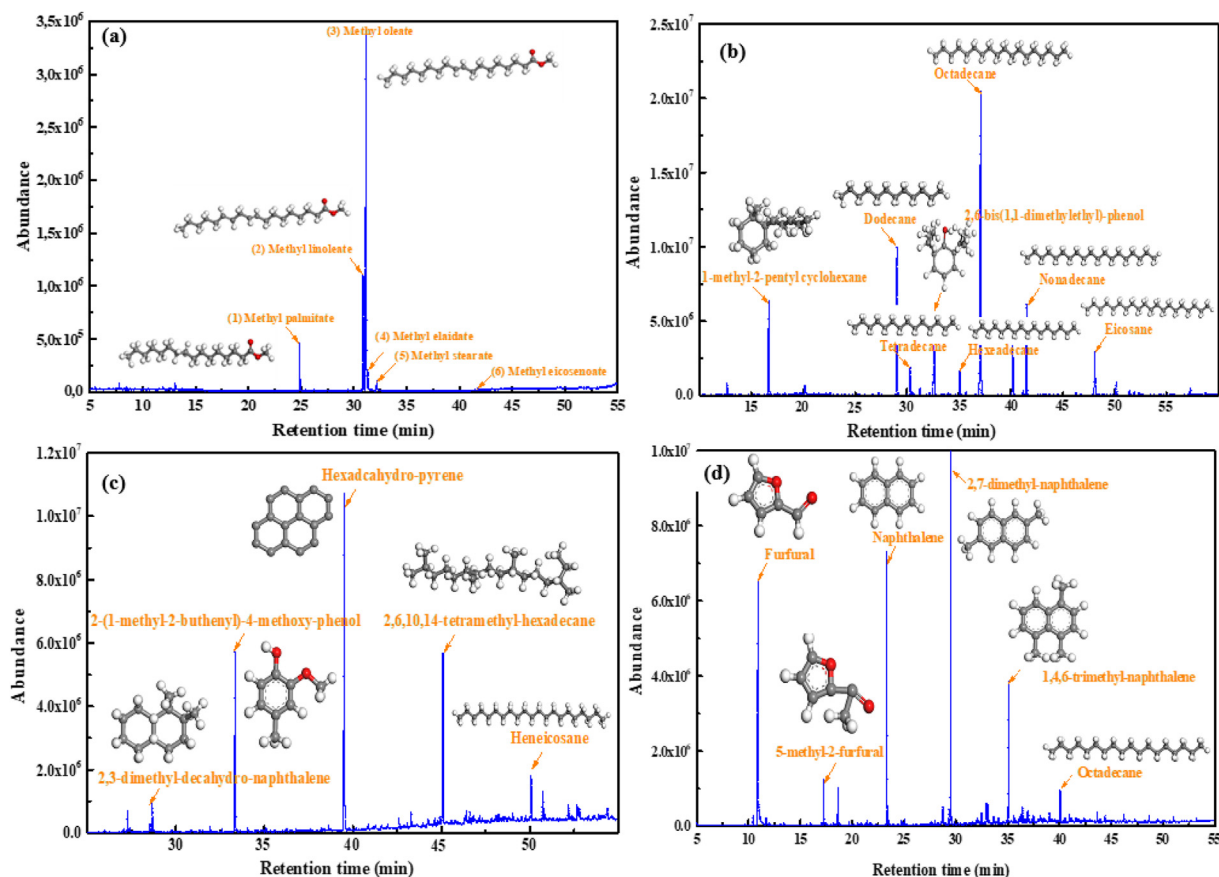 (a)
(3) Methyl oleate
(2) Methyl linoleate
(1) Methyl palmitate
(4) Methyl elaidate
(5) Methyl stearate
(6) Methyl eicosenoate
3,5x10⁶
3,0x10⁶
2,5x10⁶
2,0x10⁶
1,5x10⁶
1,0x10⁶
5,0x10⁵
0,0
Abundance
5 10 15 20 25 30 35 40 45 50 55
Retention time (min)
(b)
Octadecane
Dodecane
2,6-bis(1,1-dimethylethyl)-phenol
1-methyl-2-pentyl cyclohexane
Nonadecane
Eicosane
Tetradecane
Hexeadecane
2.5x10⁷
2.0x10⁷
1.5x10⁷
1.0x10⁷
5.0x10⁶
0.0
Abundance
15 20 25 30 35 40 45 50 55
Retention time (min)
(c)
Hexadcahydro-pyrene
2-(1-methyl-2-buthenyl)-4-methoxy-phenol
2,6,10,14-tetramethyl-hexadecane
Heneicosane
2,3-dimethyl-decahydro-naphthalene
1.2x10⁷
1.0x10⁷
8.0x10⁶
6.0x10⁶
4.0x10⁶
2.0x10⁶
0.0
Abundance
25 30 35 40 45 50
Retention time (min)
(d)
2,7-dimethyl-naphthalene
Furfural
Naphthalene
1,4,6-trimethyl-naphthalene
5-methyl-2-furfural
Octadecane
1.0x10⁷
8.0x10⁶
6.0x10⁶
4.0x10⁶
2.0x10⁶
0.0
Abundance
5 10 15 20 25 30 35 40 45 50 55
Retention time (min)